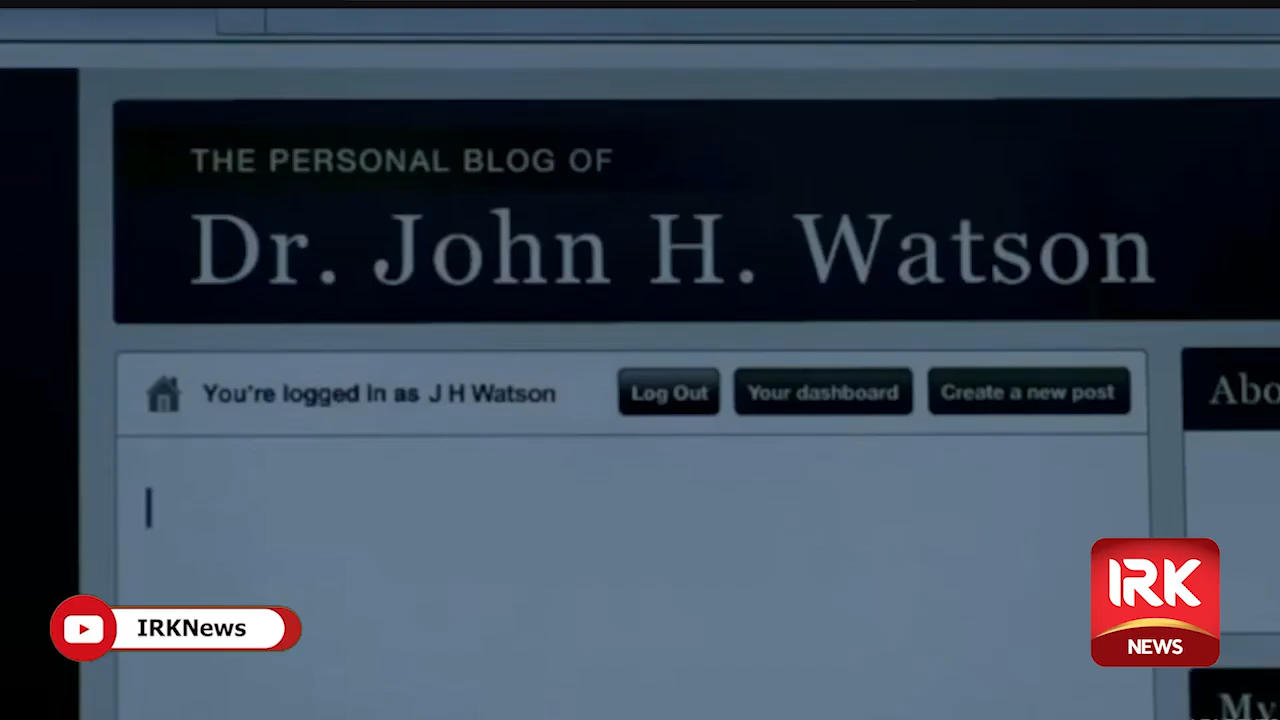 THE PERSONAL BLOG OF
Dr. John H. Watson
You're logged in as J H Watson
Log Out
Your dashboard
Create a new post
My
IRKNews
IRK
NEWS